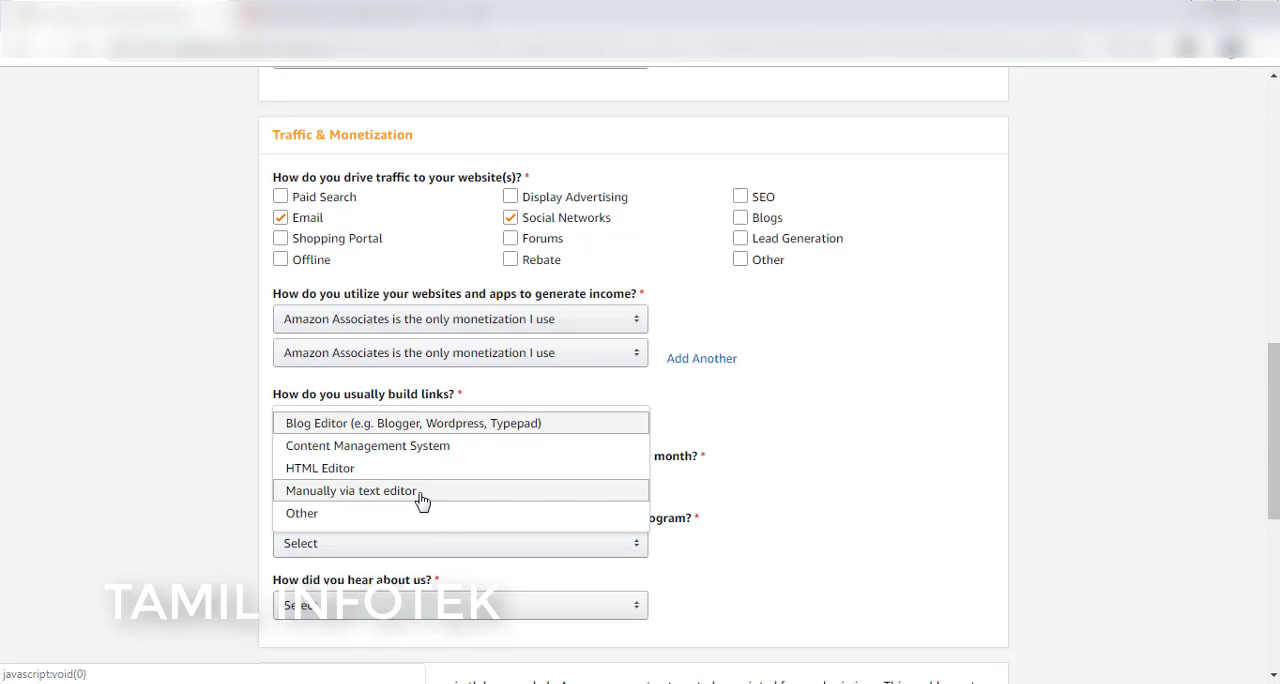 Traffic & Monetization
How do you drive traffic to your website(s)? *
Paid Search
Display Advertising
SEO
Email
Social Networks
Blogs
Shopping Portal
Forums
Lead Generation
Offline
Rebate
Other
How do you utilize your websites and apps to generate income? *
Amazon Associates is the only monetization I use
Amazon Associates is the only monetization I use
Add Another
How do you usually build links? *
Blog Editor (e.g. Blogger, Wordpress, Typepad)
Content Management System
month? *
HTML Editor
Manually via text editor
Other
ogram? *
Select
How did you hear about us? *
Select
TAMIL INFOTEK
javascript:void(0)